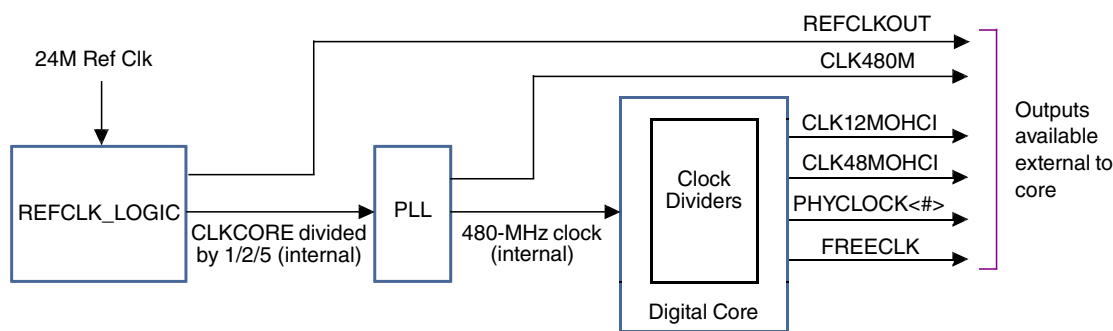 REFCLKOUT
24M Ref Clk
CLK480M
Outputs
available
external to
core
CLK12MOHCI
CLK48MOHCI
Clock
Dividers
PHYCLOCK<#>
FREECLK
REFCLK_LOGIC
PLL
CLKCORE divided
by 1/2/5 (internal)
480-MHz clock
(internal)
Digital Core